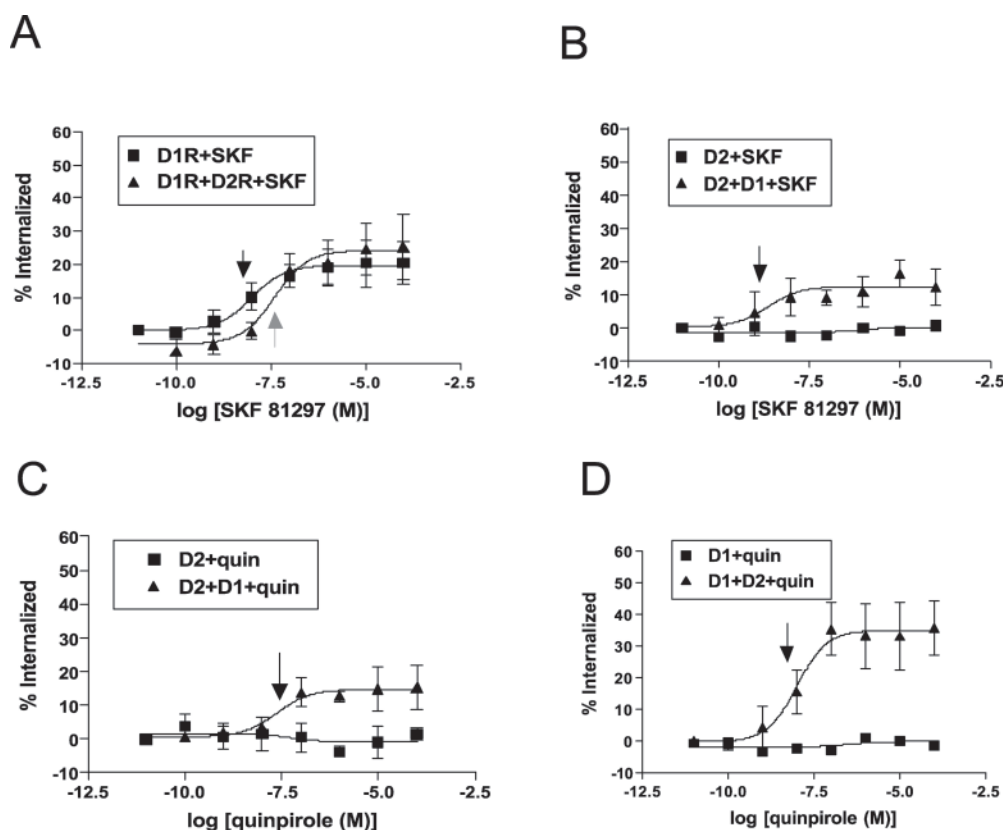 A
60
50
40
30
20
10
0
-10
% Internalized
D1R+SKF
D1R+D2R+SKF
-12.5 -10.0 -7.5 -5.0 -2.5
log [SKF 81297 (M)]
B
60
50
40
30
20
10
0
-10
% Internalized
D2+SKF
D2+D1+SKF
-12.5 -10.0 -7.5 -5.0 -2.5
log [SKF 81297 (M)]
C
60
50
40
30
20
10
0
-10
% Internalized
D2+quin
D2+D1+quin
-12.5 -10.0 -7.5 -5.0 -2.5
log [quinpirole (M)]
D
60
50
40
30
20
10
0
-10
% Internalized
D1+quin
D1+D2+quin
-12.5 -10.0 -7.5 -5.0 -2.5
log [quinpirole (M)]